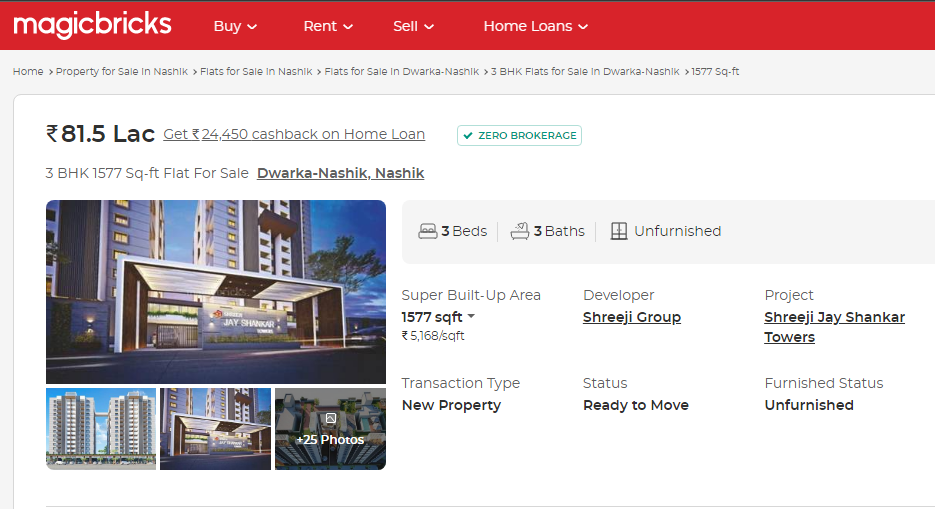 magicbricks
Buy
Rent
Sell
Home Loans
Home > Property for Sale in Nashik > Flats for Sale in Nashik > Flats for Sale in Dwarka-Nashik > 3 BHK Flats for Sale in Dwarka-Nashik > 1577 Sq-ft
₹81.5 Lac Get ₹24,450 cashback on Home Loan ZERO BROKERAGE
3 BHK 1577 Sq-ft Flat For Sale Dwarka-Nashik, Nashik
SHREEJI
JAY SHANKAR
TOWERS
+25 Photos
3 Beds
3 Baths
Unfurnished
Super Built-Up Area
1577 sqft
₹5,168/sqft
Developer
Shreeji Group
Project
Shreeji Jay Shankar
Towers
Transaction Type
New Property
Status
Ready to Move
Furnished Status
Unfurnished